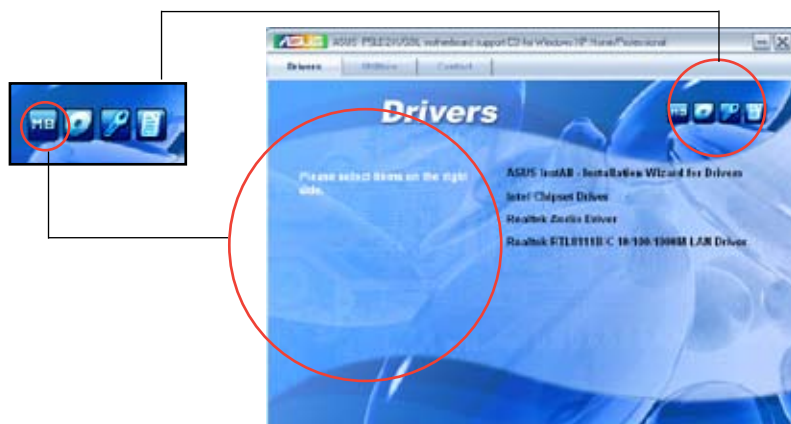 ASUS
motherboard support CD for Windows XP Home/Professional
Drivers Utilities Contact
Drivers
MB
MB
Please select items on the right
side.
ASUS InstAll - Installation Wizard for Drivers
Intel Chipset Driver
Realtek Audio Driver
Realtek RTL8111B/C 10/100/1000M LAN Driver